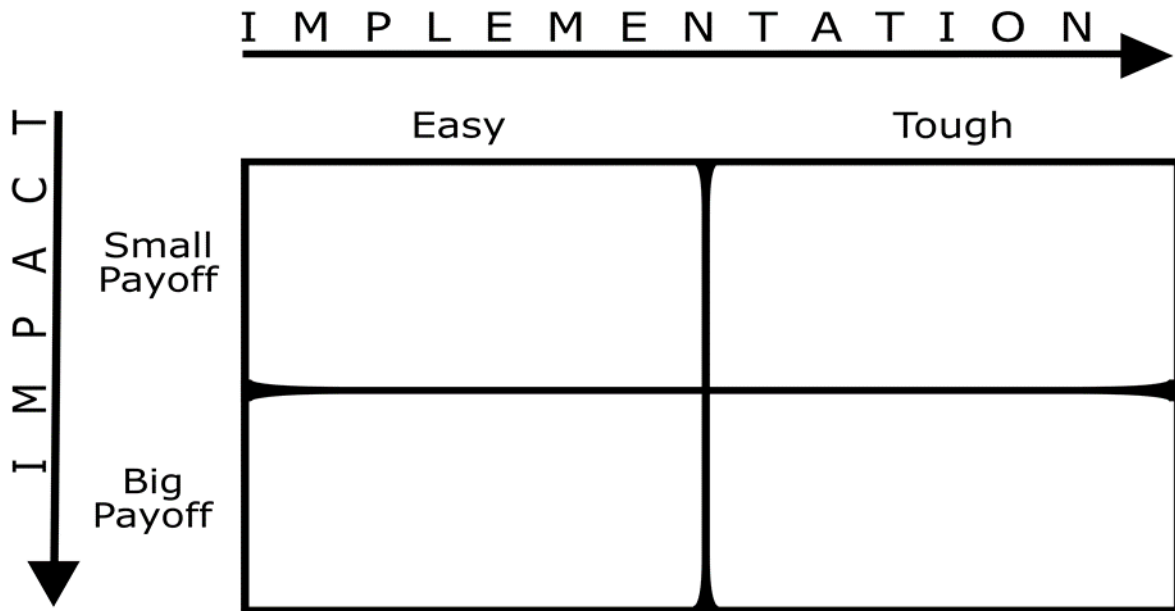 IMPLEMENTATION
Easy Tough
IMPACT
Small
Payoff
Big
Payoff